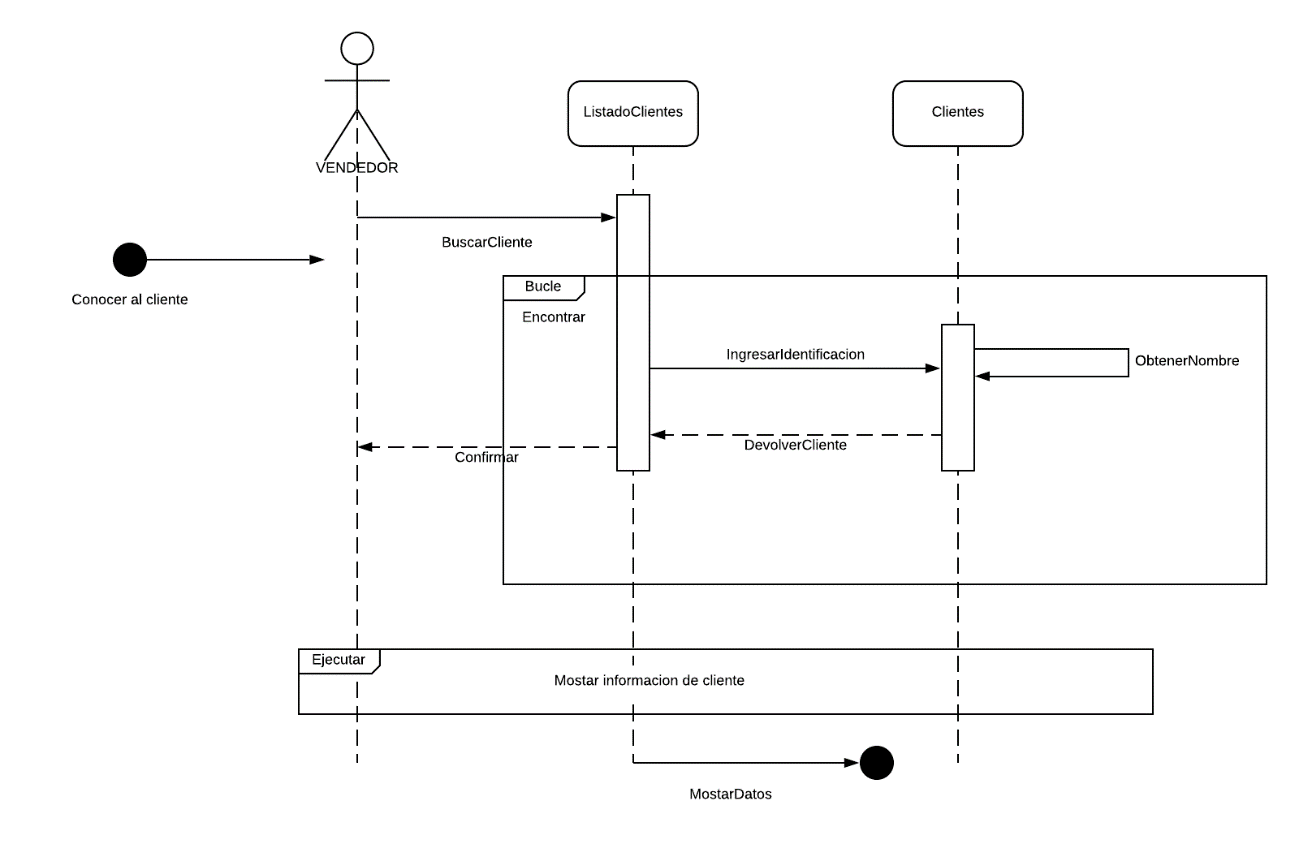 ListadoClientes
Clientes
VENDEDOR
BuscarCliente
Conocer al cliente
Bucle
Encontrar
IngresarIdentificacion
ObtenerNombre
DevolverCliente
Confirmar
Ejecutar
Mostar informacion de cliente
MostarDatos